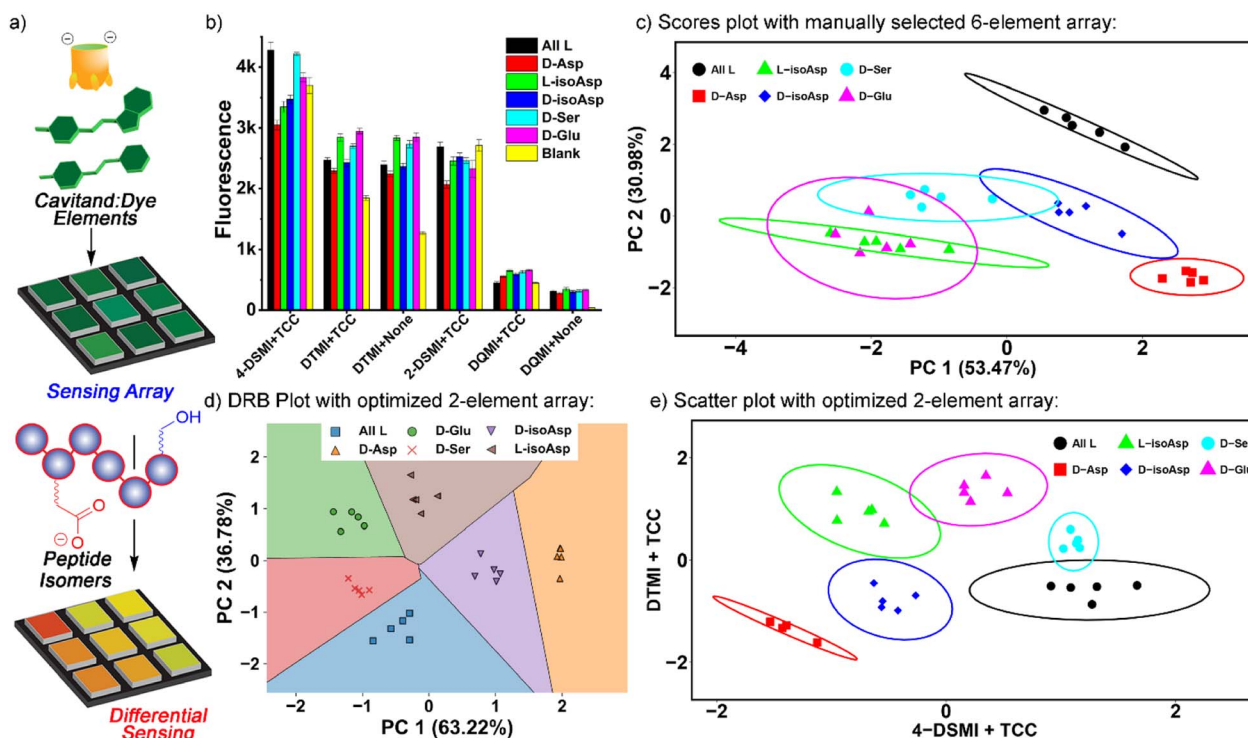 a)
⊖ ⊖
Cavitand:Dye
Elements
Sensing Array
OH
O
O
⊖
Peptide
Isomers
Differential
Sensing
b)
All L
D-Asp
L-isoAsp
D-isoAsp
D-Ser
D-Glu
Blank
Fluorescence
4k
3k
2k
1k
0
4-DSMI+TCC
DTMI+TCC
DTMI+None
2-DSMI+TCC
DQMI+TCC
DQMI+None
c) Scores plot with manually selected 6-element array:
All L L-isoAsp D-Ser
D-Asp D-isoAsp D-Glu
PC 2 (30.98%)
4
2
0
−2
−4 −2 0 2
PC 1 (53.47%)
d) DRB Plot with optimized 2-element array:
All L D-Glu D-isoAsp
D-Asp D-Ser L-isoAsp
PC 2 (36.78%)
2
1
0
−1
−2
−2 −1 0 1 2
PC 1 (63.22%)
e) Scatter plot with optimized 2-element array:
All L L-isoAsp D-Se
D-Asp D-isoAsp D-Glu
DTMI + TCC
2
0
−2
−2 0 2
4−DSMI + TCC